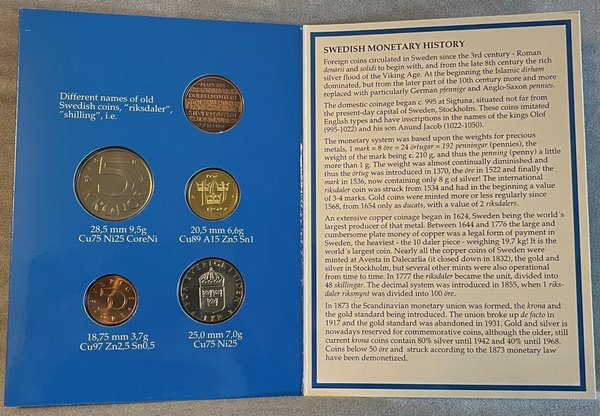 Different names of old
Swedish coins, "riksdaler",
"shilling", i.e.
5
KRONOR
28,5 mm 9,5g
Cu75 Ni25 CoreNi
20,5 mm 6,6g
Cu89 A15 Zn5 Sn1
50
18,75 mm 3,7g
Cu97 Zn2,5 Sn0,5
1 KR
25,0 mm 7,0g
Cu75 Ni25
SWEDISH MONETARY HISTORY
Foreign coins circulated in Sweden since the 3rd century - Roman
denarii and solidi to begin with, and from the late 8th century the rich
silver flood of the Viking Age. At the beginning the Islamic dirham
dominated, but from the later part of the 10th century more and more
replaced with particularly German pfennige and Anglo-Saxon pennies.
The domestic coinage began c. 995 at Sigtuna, situated not far from
the present-day capital of Sweden, Stockholm. These coins imitated
English types and have inscriptions in the names of the kings Olof
(995-1022) and his son Anund Jacob (1022-1050).
The monetary system was based upon the weights for precious
metals, 1 mark = 8 öre = 24 örtugar = 192 penningar (pennies), the
weight of the mark being c. 210 g, and thus the penning (penny) a little
more than 1 g. The weight was almost continually diminished and
thus the örtug was introduced in 1370, the öre in 1522 and finally the
mark in 1536, now containing only 8 g of silver! The international
riksdaler coin was struck from 1534 and had in the beginning a value
of 3-4 marks. Gold coins were minted more or less regularly since
1568, from 1654 only as ducats, with a value of 2 riksdalers.
An extensive copper coinage began in 1624, Sweden being the world´s
largest producer of that metal. Between 1644 and 1776 the large and
cumbersome plate money of copper was a legal form of payment in
Sweden, the heaviest - the 10 daler piece - weighing 19.7 kg! It is the
world´s largest coin. Nearly all the copper coins of Sweden were
minted at Avesta in Dalecarlia (it closed down in 1832), the gold and
silver in Stockholm, but several other mints were also operational
from time to time. In 1777 the riksdaler became the unit, divided into
48 skillingar. The decimal system was introduced in 1855, when 1 riks-
daler riksmynt was divided into 100 öre.
In 1873 the Scandinavian monetary union was formed, the krona and
the gold standard being introduced. The union broke up de facto in
1917 and the gold standard was abandoned in 1931. Gold and silver is
nowadays reserved for commemorative coins, although the older, still
current krona coins contain 80% silver until 1942 and 40% until 1968.
Coins below 50 öre and struck according to the 1873 monetary law
have been demonetized.